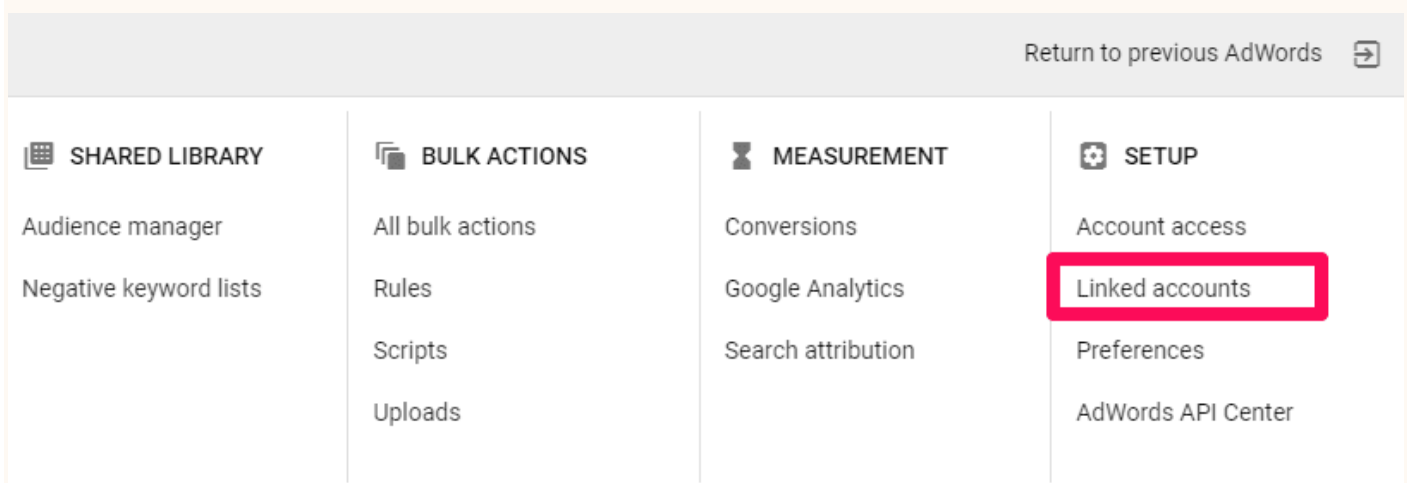 Return to previous AdWords
SHARED LIBRARY
Audience manager
Negative keyword lists
BULK ACTIONS
All bulk actions
Rules
Scripts
Uploads
MEASUREMENT
Conversions
Google Analytics
Search attribution
SETUP
Account access
Linked accounts
Preferences
AdWords API Center